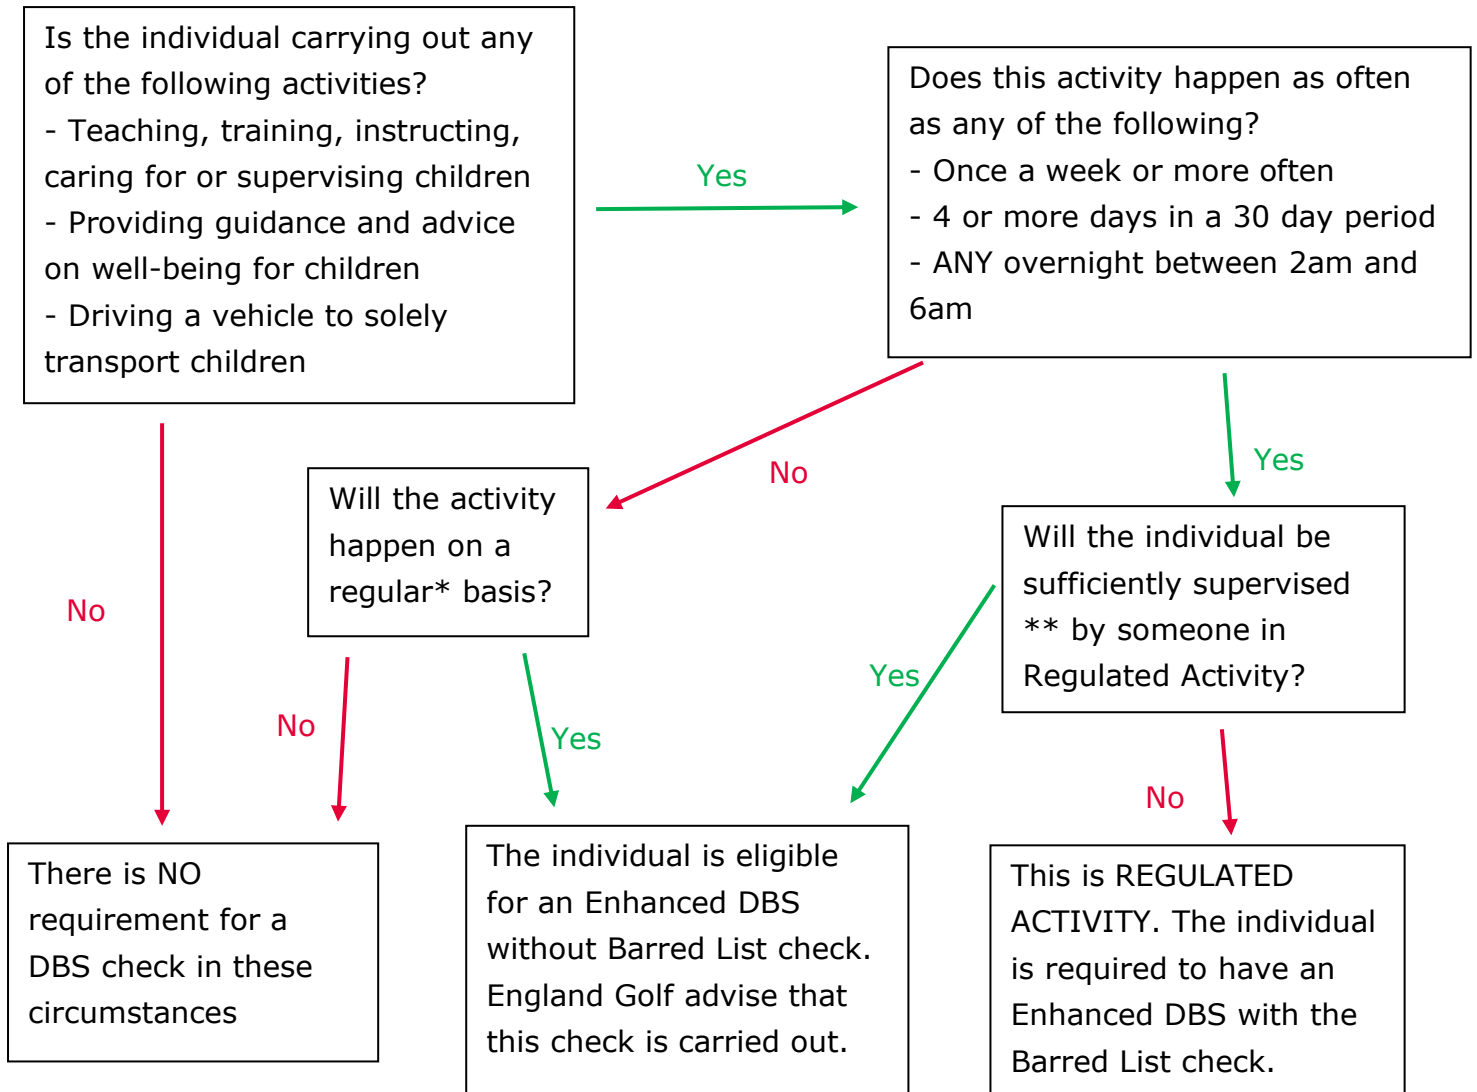 Is the individual carrying out any
of the following activities?
- Teaching, training, instructing,
caring for or supervising children
- Providing guidance and advice
on well-being for children
- Driving a vehicle to solely
transport children
Yes
Does this activity happen as often
as any of the following?
- Once a week or more often
- 4 or more days in a 30 day period
- ANY overnight between 2am and
6am
No
Will the activity
happen on a
regular* basis?
No
Yes
Will the individual be
sufficiently supervised
** by someone in
Regulated Activity?
No
No
Yes
Yes
No
There is NO
requirement for a
DBS check in these
circumstances
The individual is eligible
for an Enhanced DBS
without Barred List check.
England Golf advise that
this check is carried out.
This is REGULATED
ACTIVITY. The individual
is required to have an
Enhanced DBS with the
Barred List check.